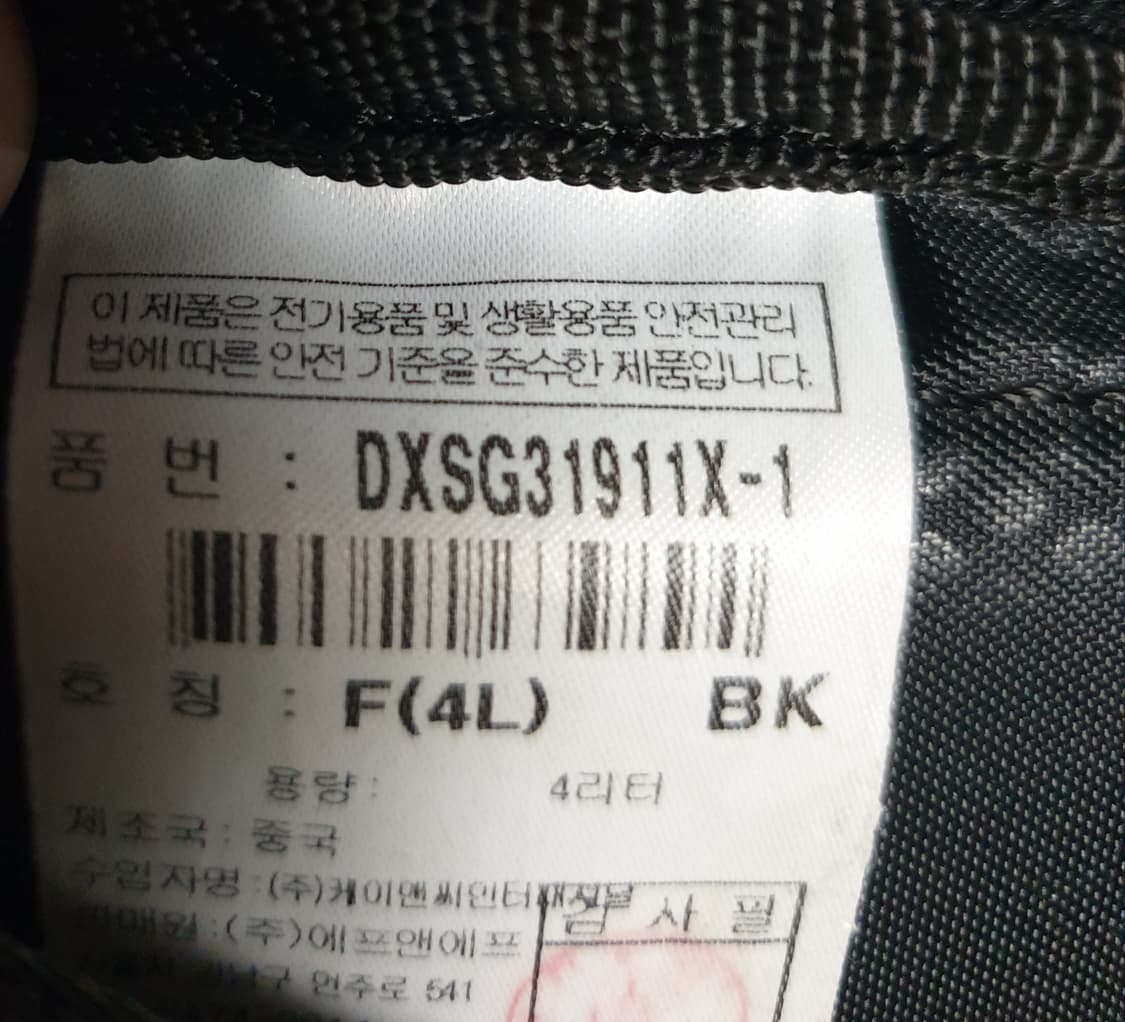 이 제품은 전기용품 및 생활용품 안전관리
법에 따른 안전 기준을 준수한 제품입니다.
품 번 : DXSG31911X-1
호 칭 : F(4L) BK
용량 : 4리터
제조국 : 중국
수입자명 : (주)케이앤씨인터내셔널
판매원 : (주)에프앤에프
검 사 필
강남구 언주로 541